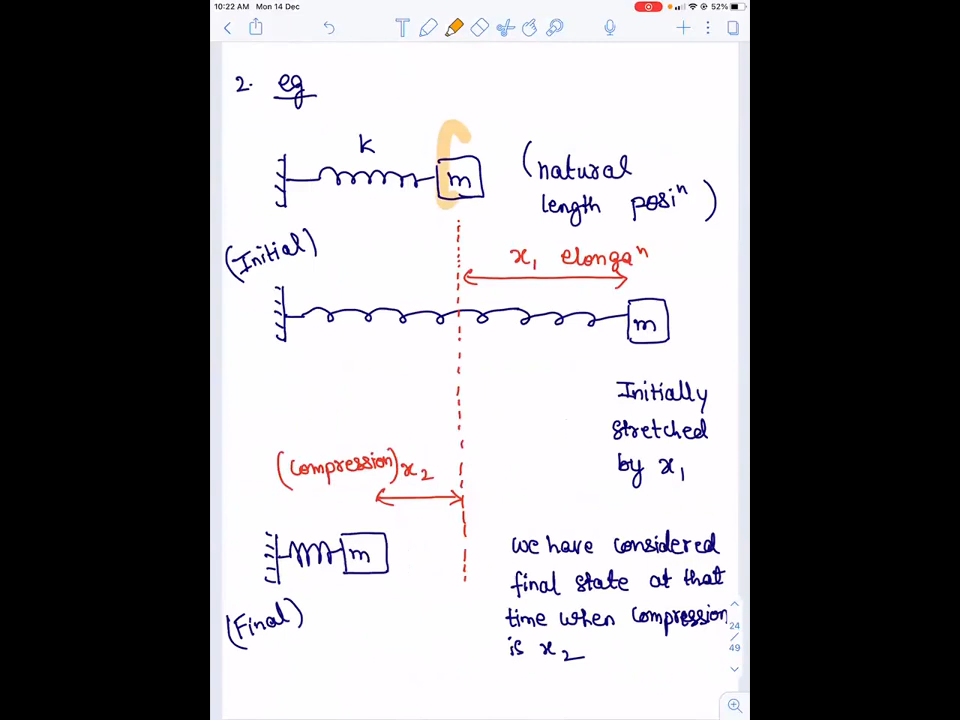 10:22 AM Mon 14 Dec
52%
2. eg
k
m
(natural
length posiⁿ)
(Initial)
x₁ elongaⁿ
m
Initially
stretched
by x₁
(compression) x₂
m
we have considered
final state at that
time when compression
is x₂
(Final)
24
/
49